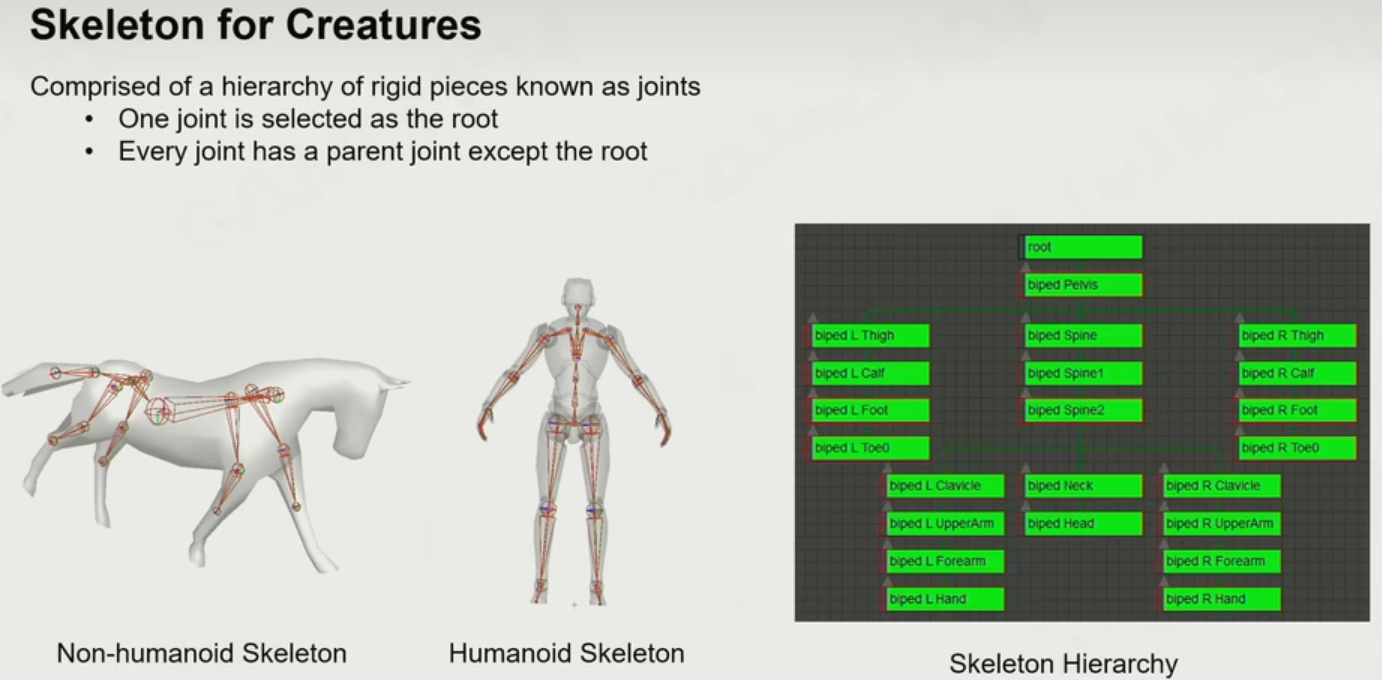 Skeleton for Creatures
Comprised of a hierarchy of rigid pieces known as joints
• One joint is selected as the root
• Every joint has a parent joint except the root
root
biped Pelvis
biped L Thigh
biped Spine
biped R Thigh
biped L Calf
biped Spine1
biped R Calf
biped L Foot
biped Spine2
biped R Foot
biped L Toe0
biped R Toe0
biped L Clavicle
biped Neck
biped R Clavicle
biped L UpperArm
biped Head
biped R UpperArm
biped L Forearm
biped R Forearm
biped L Hand
biped R Hand
Non-humanoid Skeleton
Humanoid Skeleton
Skeleton Hierarchy